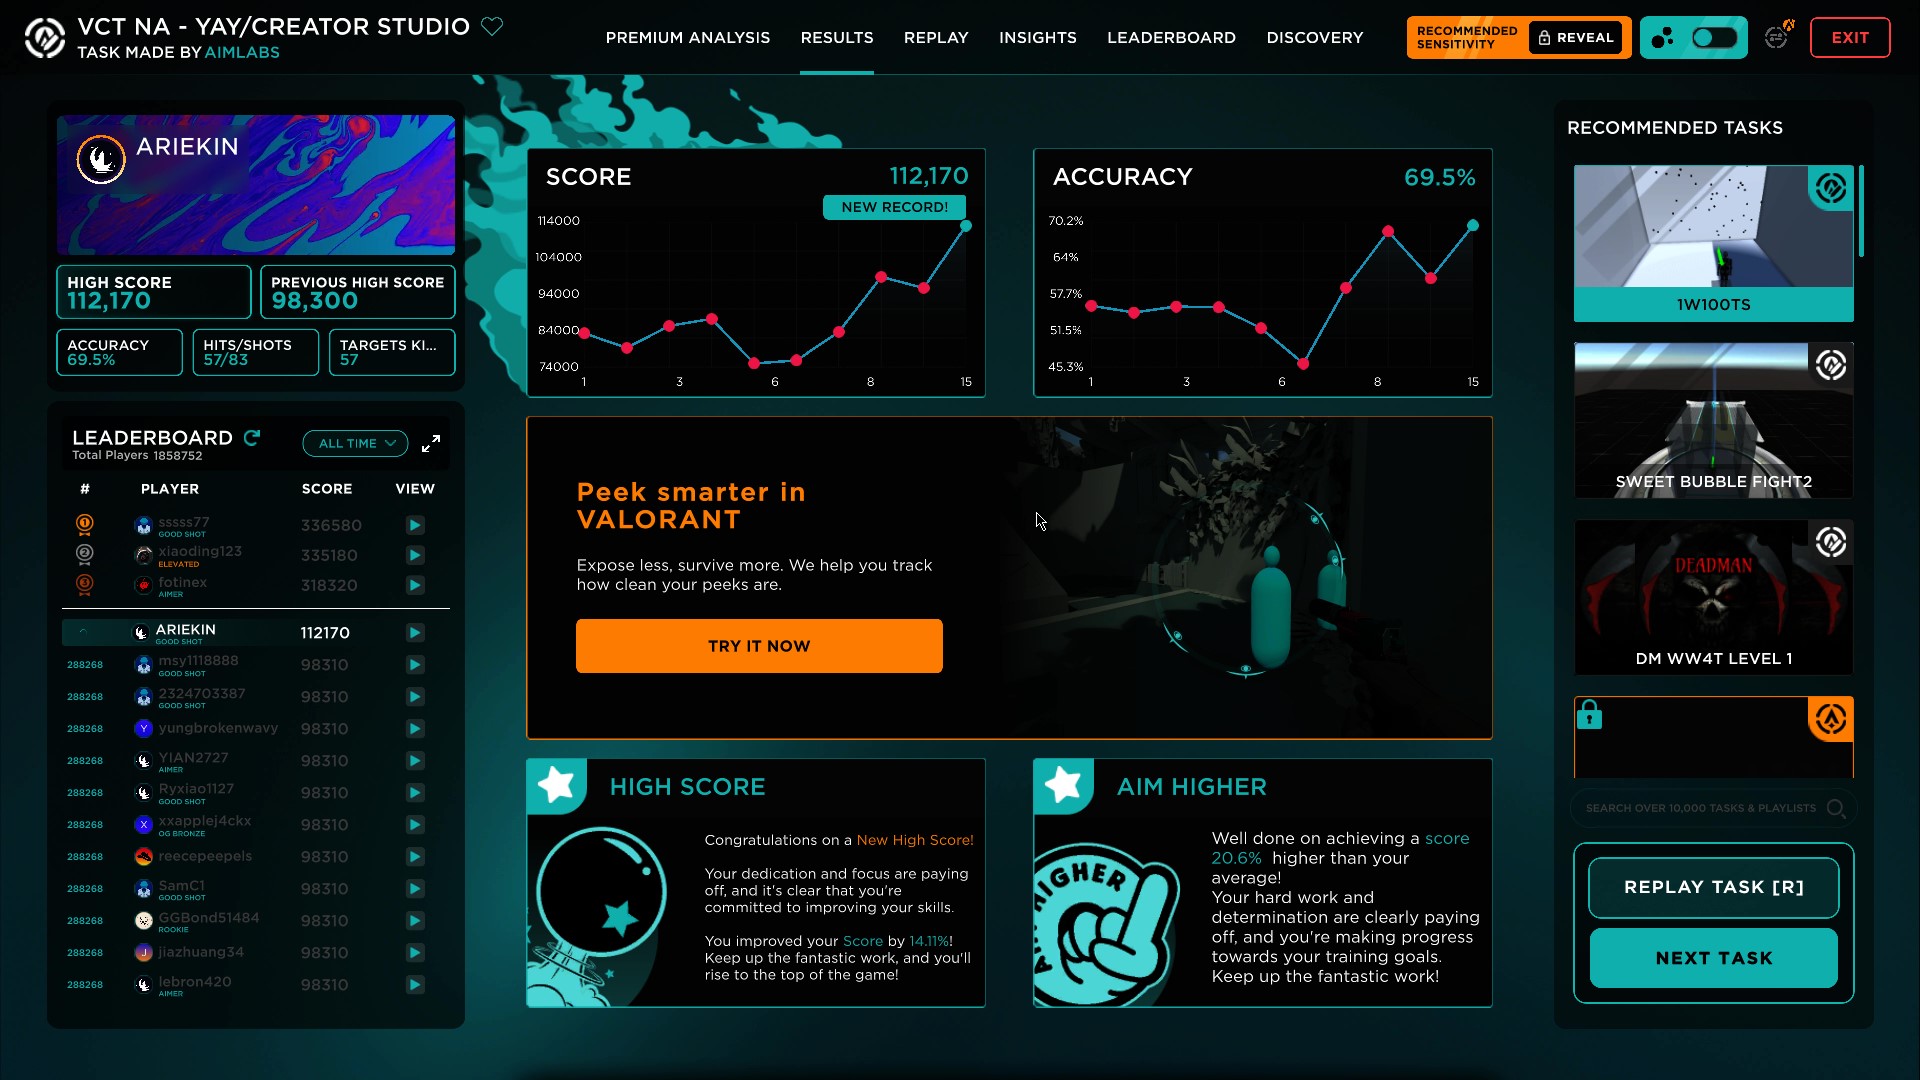 VCT NA - YAY/CREATOR STUDIO
TASK MADE BY AIMLABS
PREMIUM ANALYSIS
RESULTS
REPLAY
INSIGHTS
LEADERBOARD
DISCOVERY
RECOMMENDED
SENSITIVITY
REVEAL
EXIT
ARIEKIN
HIGH SCORE
112,170
PREVIOUS HIGH SCORE
98,300
ACCURACY
69.5%
HITS/SHOTS
57/83
TARGETS KI...
57
LEADERBOARD
Total Players 1858752
ALL TIME
# PLAYER SCORE VIEW
1 sssss77 336580
GOOD SHOT
2 xiaoding123 335180
ELEVATED
3 fotinex 318320
AIMER
ARIEKIN 112170
GOOD SHOT
288268 msy1118888 98310
GOOD SHOT
288268 2324703387 98310
GOOD SHOT
288268 Y yungbrokenwavy 98310
288268 YIAN2727 98310
AIMER
288268 Ryxiao1127 98310
GOOD SHOT
288268 X xxapplej4ckx 98310
OG BRONZE
288268 reecepeepels 98310
288268 SamC1 98310
GOOD SHOT
288268 GGBond51484 98310
ROOKIE
288268 J jiazhuang34 98310
288268 lebron420 98310
AIMER
SCORE 112,170
NEW RECORD!
114000
104000
94000
84000
74000
1 3 6 8 15
ACCURACY 69.5%
70.2%
64%
57.7%
51.5%
45.3%
1 3 6 8 15
Peek smarter in
VALORANT
Expose less, survive more. We help you track
how clean your peeks are.
TRY IT NOW
HIGH SCORE
Congratulations on a New High Score!
Your dedication and focus are paying
off, and it's clear that you're
committed to improving your skills.
You improved your Score by 14.11%!
Keep up the fantastic work, and you'll
rise to the top of the game!
AIM HIGHER
HIGHER
Well done on achieving a score
20.6% higher than your
average!
Your hard work and
determination are clearly paying
off, and you're making progress
towards your training goals.
Keep up the fantastic work!
RECOMMENDED TASKS
1W100TS
SWEET BUBBLE FIGHT2
DEADMAN
DM WW4T LEVEL 1
SEARCH OVER 10,000 TASKS & PLAYLISTS
REPLAY TASK [R]
NEXT TASK